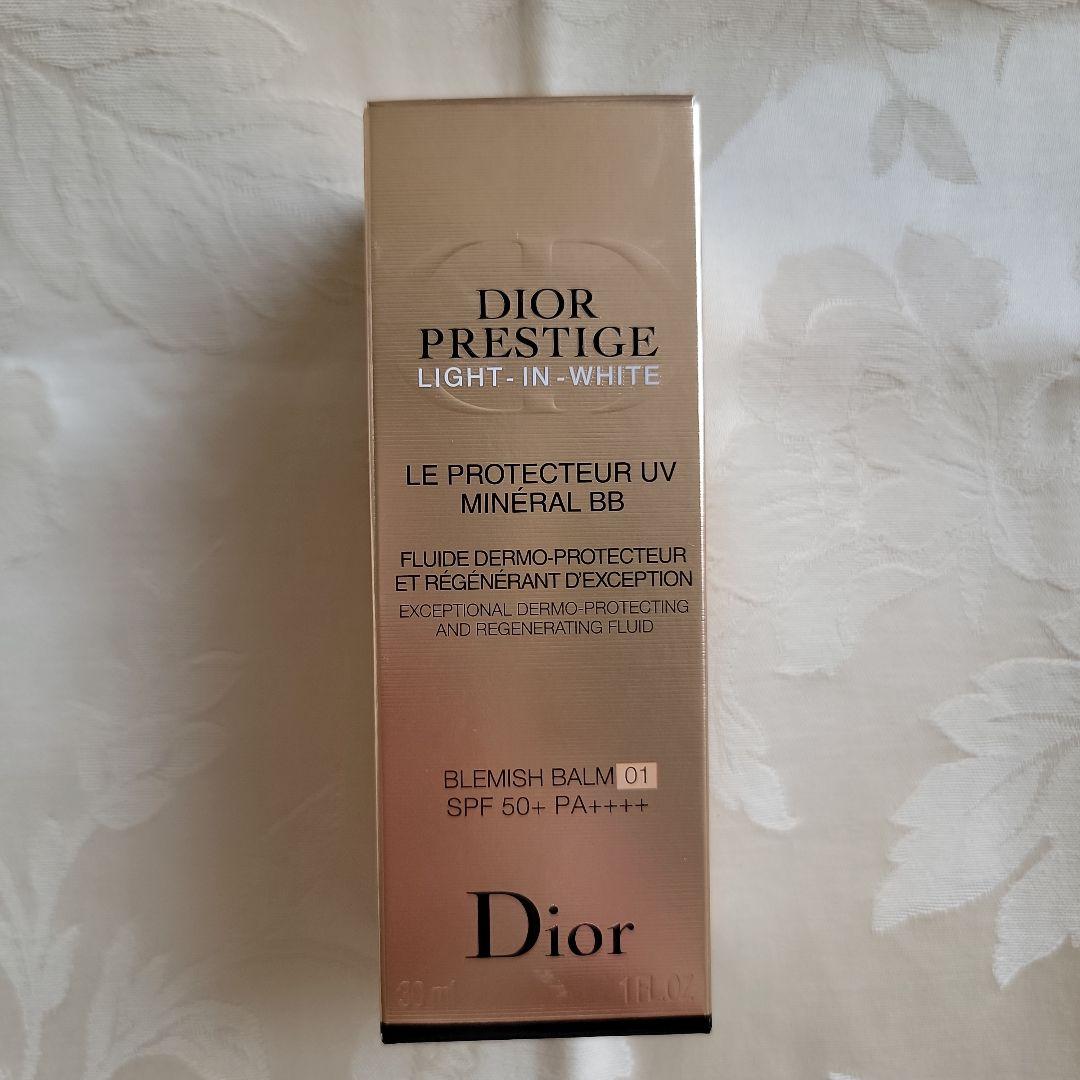 DIOR
PRESTIGE
LIGHT-IN-WHITE
LE PROTECTEUR UV
MINÉRAL BB
FLUIDE DERMO-PROTECTEUR
ET RÉGÉNÉRANT D'EXCEPTION
EXCEPTIONAL DERMO-PROTECTING
AND REGENERATING FLUID
BLEMISH BALM 01
SPF 50+ PA++++
Dior
30 ml 1 FL.OZ